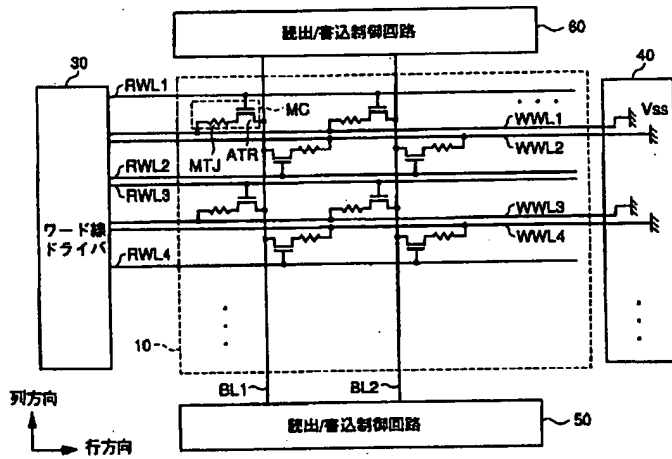 読出/書込制御回路
60
30
40
RWL1
MC
Vss
WWL1
WWL2
MTJ
ATR
RWL2
RWL3
ワード線
ドライバ
WWL3
WWL4
RWL4
10
BL1
BL2
列方向
行方向
読出/書込制御回路
50